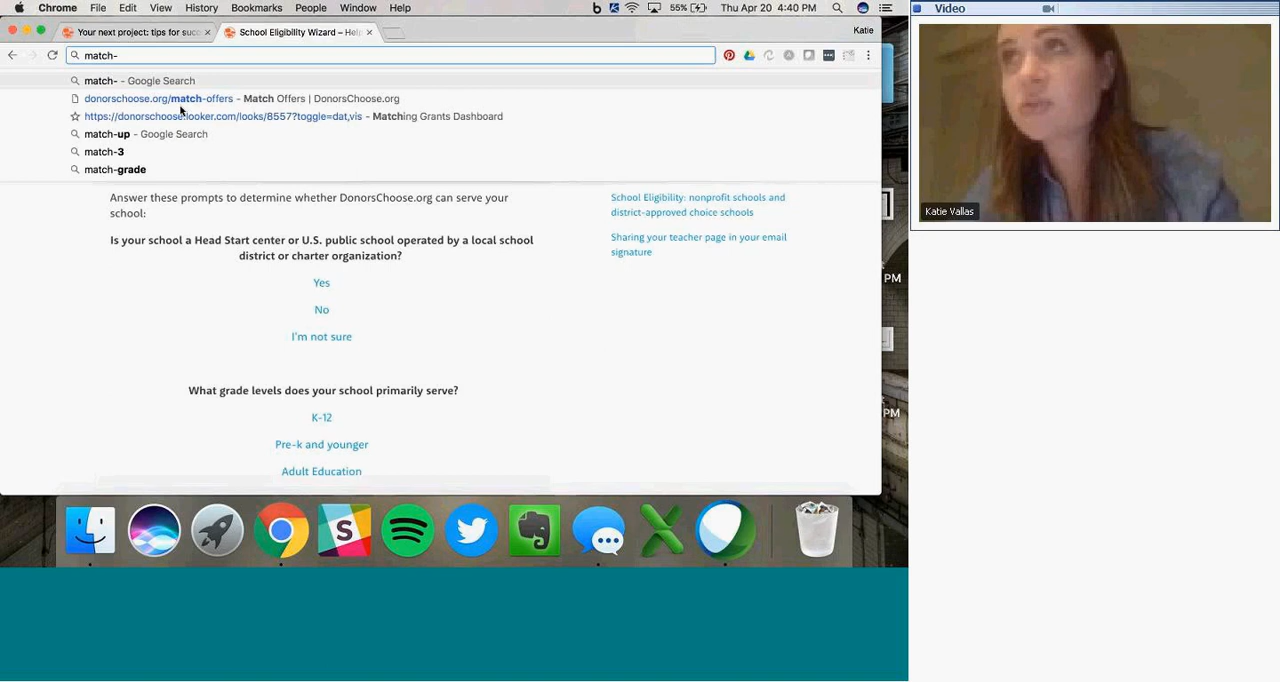 Chrome File Edit View History Bookmarks People Window Help 55% Thu Apr 20 4:40 PM
Video
Your next project: tips for succ
School Eligibility Wizard – Hel
Katie
match-
match- - Google Search
donorschoose.org/match-offers - Match Offers | DonorsChoose.org
https://donorschoose.looker.com/looks/8557?toggle=dat,vis - Matching Grants Dashboard
match-up - Google Search
match-3
match-grade
Answer these prompts to determine whether DonorsChoose.org can serve your
school:
Is your school a Head Start center or U.S. public school operated by a local school
district or charter organization?
Yes
No
I'm not sure
What grade levels does your school primarily serve?
K-12
Pre-k and younger
Adult Education
School Eligibility: nonprofit schools and
district-approved choice schools
Sharing your teacher page in your email
signature
PM
PM
Katie Vallas